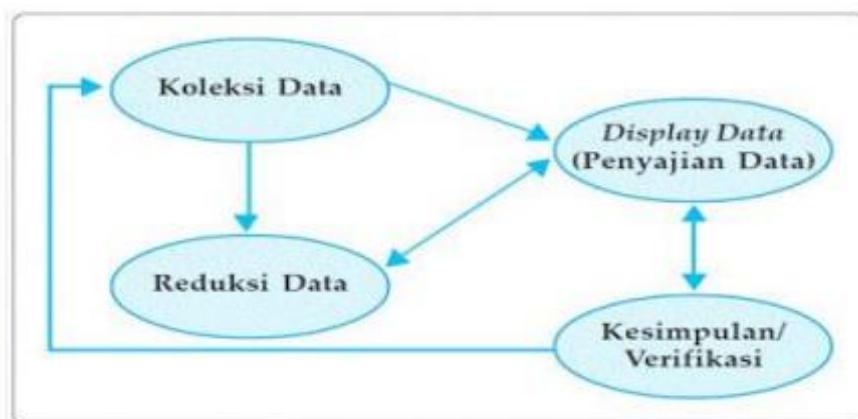 Koleksi Data
Display Data
(Penyajian Data)
Reduksi Data
Kesimpulan/
Verifikasi